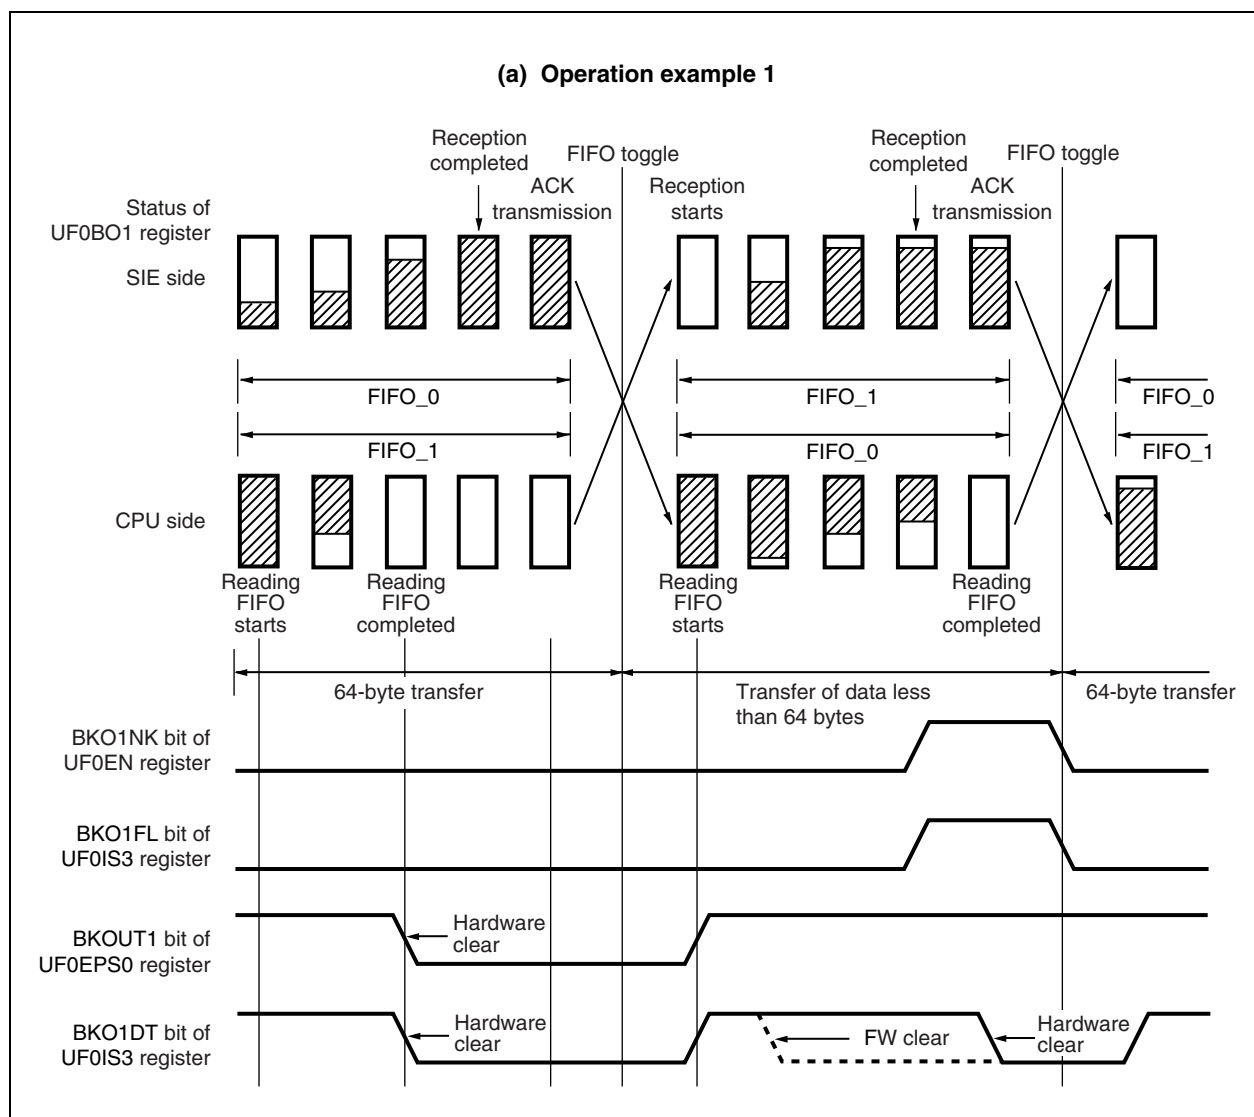 (a) Operation example 1
Reception
completed
FIFO toggle
Reception
completed
FIFO toggle
ACK
transmission
Reception
starts
ACK
transmission
Status of
UF0BO1 register
SIE side
FIFO_0
FIFO_1
FIFO_0
FIFO_1
FIFO_0
FIFO_1
CPU side
Reading
FIFO
starts
Reading
FIFO
completed
Reading
FIFO
starts
Reading
FIFO
completed
64-byte transfer
Transfer of data less
than 64 bytes
64-byte transfer
BKO1NK bit of
UF0EN register
BKO1FL bit of
UF0IS3 register
BKOUT1 bit of
UF0EPS0 register
Hardware
clear
BKO1DT bit of
UF0IS3 register
Hardware
clear
FW clear
Hardware
clear